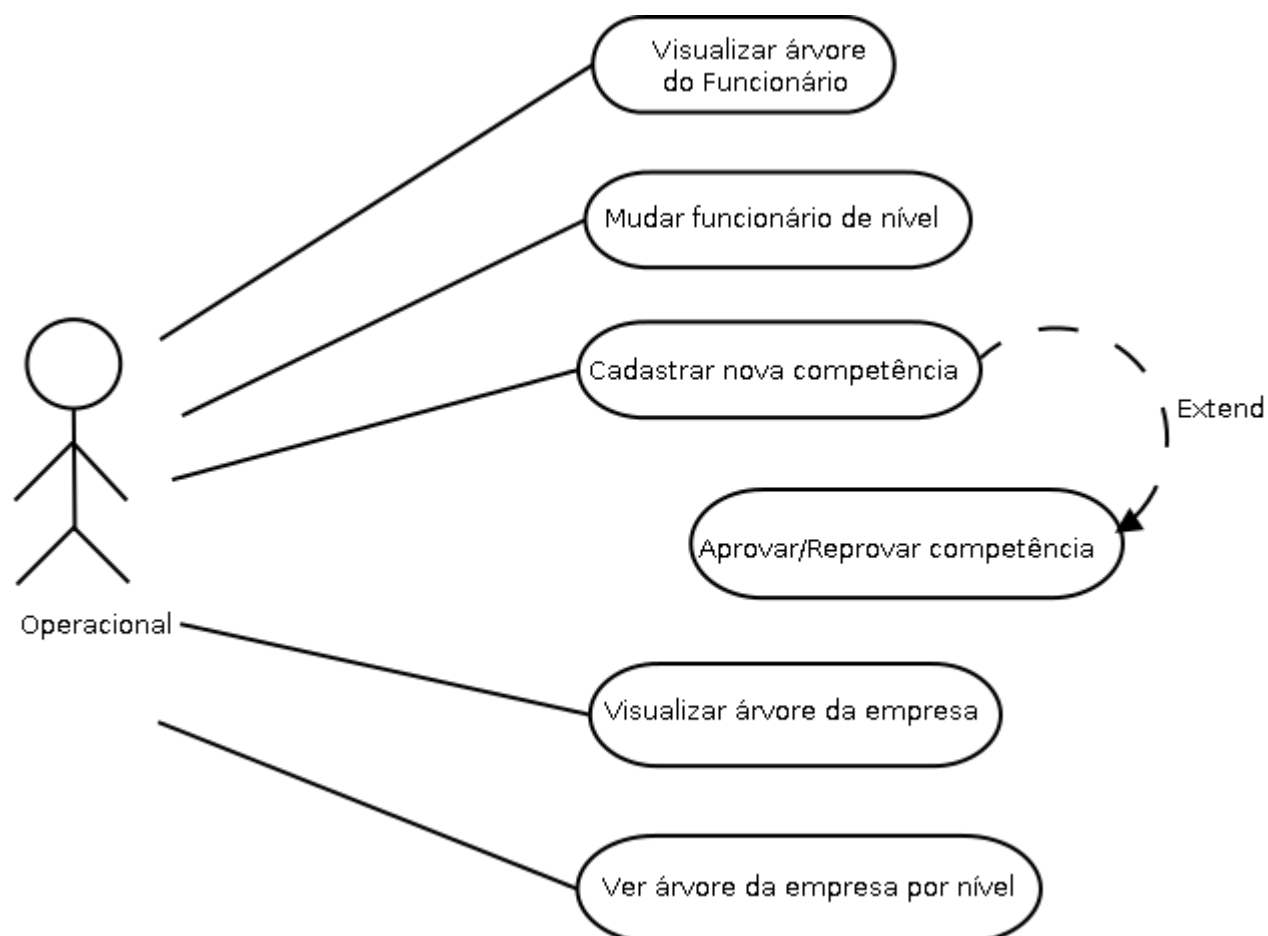 Visualizar árvore
do Funcionário
Mudar funcionário de nível
Cadastrar nova competência
Extend
Aprovar/Reprovar competência
Operacional
Visualizar árvore da empresa
Ver árvore da empresa por nível